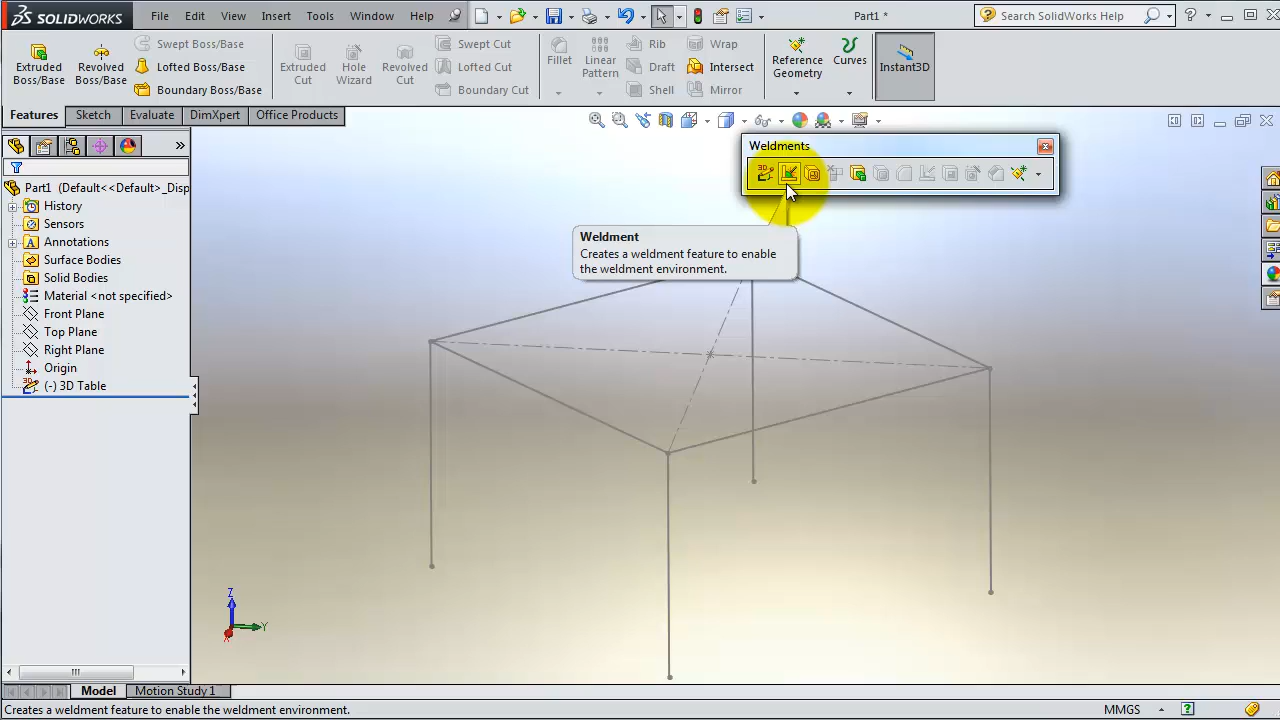 SOLIDWORKS
File Edit View Insert Tools Window Help
Part1 *
Search SolidWorks Help
Extruded Boss/Base
Revolved Boss/Base
Swept Boss/Base
Lofted Boss/Base
Boundary Boss/Base
Extruded Cut
Hole Wizard
Revolved Cut
Swept Cut
Lofted Cut
Boundary Cut
Fillet
Linear Pattern
Rib
Draft
Shell
Wrap
Intersect
Mirror
Reference Geometry
Curves
Instant3D
Features Sketch Evaluate DimXpert Office Products
Weldments
3D
Weldment
Creates a weldment feature to enable
the weldment environment.
Part1 (Default<<Default>_Disp
History
Sensors
Annotations
Surface Bodies
Solid Bodies
Material <not specified>
Front Plane
Top Plane
Right Plane
Origin
(-) 3D Table
Z
Y
X
Model Motion Study 1
Creates a weldment feature to enable the weldment environment.
MMGS